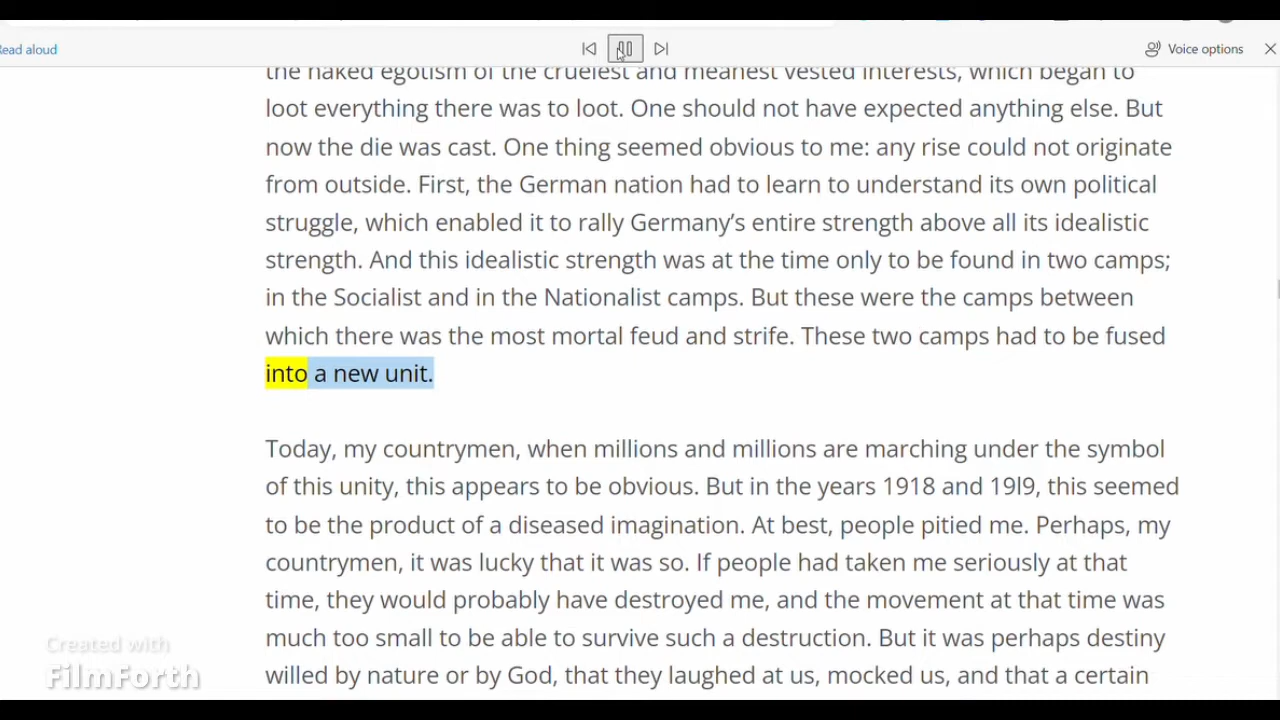 Read aloud
Voice options
the naked egotism of the cruelest and meanest vested interests, which began to
loot everything there was to loot. One should not have expected anything else. But
now the die was cast. One thing seemed obvious to me: any rise could not originate
from outside. First, the German nation had to learn to understand its own political
struggle, which enabled it to rally Germany’s entire strength above all its idealistic
strength. And this idealistic strength was at the time only to be found in two camps;
in the Socialist and in the Nationalist camps. But these were the camps between
which there was the most mortal feud and strife. These two camps had to be fused
into a new unit.
Today, my countrymen, when millions and millions are marching under the symbol
of this unity, this appears to be obvious. But in the years 1918 and 19l9, this seemed
to be the product of a diseased imagination. At best, people pitied me. Perhaps, my
countrymen, it was lucky that it was so. If people had taken me seriously at that
time, they would probably have destroyed me, and the movement at that time was
much too small to be able to survive such a destruction. But it was perhaps destiny
willed by nature or by God, that they laughed at us, mocked us, and that a certain
Created with
FilmForth